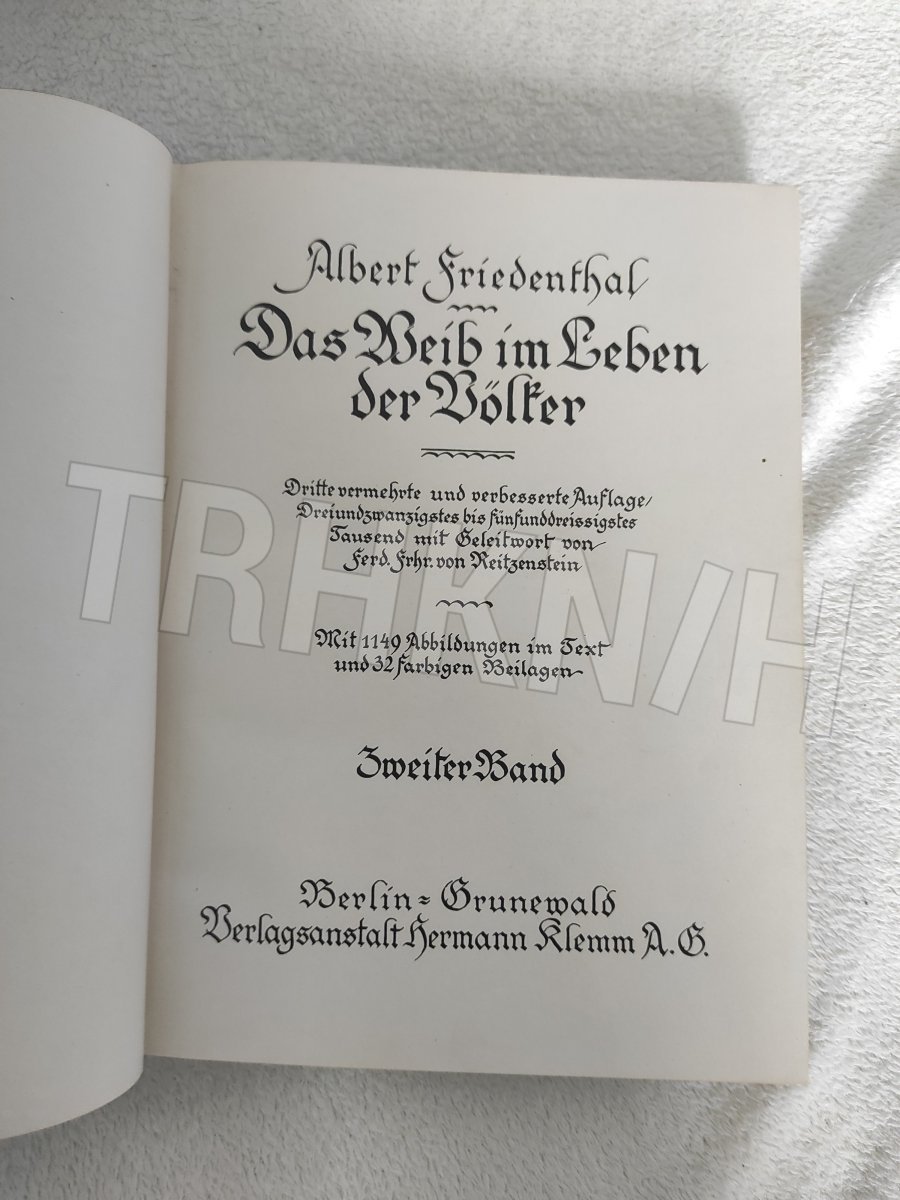 Albert Friedenthal
Das Weib im Leben
der Völker
Dritte vermehrte und verbesserte Auflage/
Dreiundzwanzigstes bis fünfunddreissigstes
Tausend mit Geleitwort von
Ferd. Frhr. von Reitzenstein
Mit 1149 Abbildungen im Text
und 32 farbigen Beilagen
Zweiter Band
Berlin=Grunewald
Verlagsanstalt Hermann Klemm A.G.
TRHKN/H